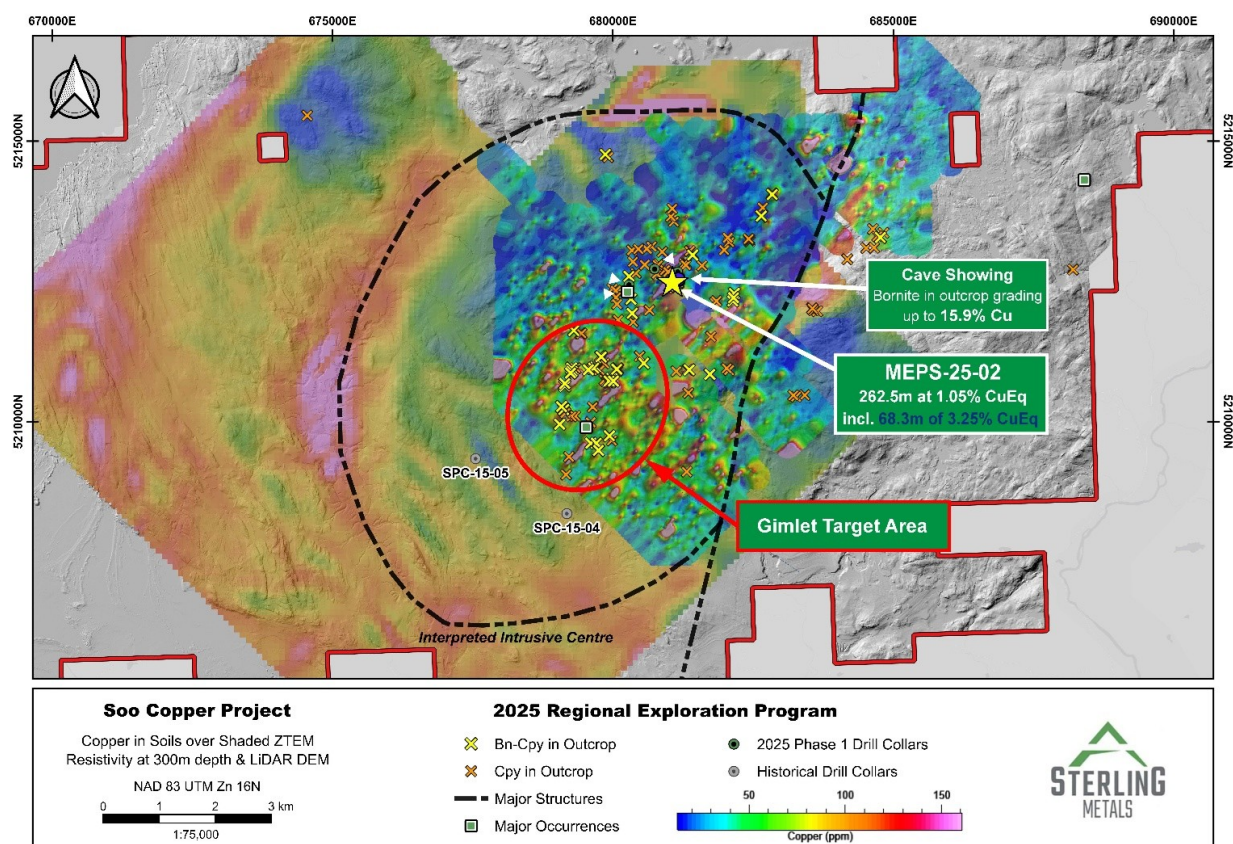 670000E
675000E
680000E
685000E
690000E
5215000N
5215000N
5210000N
5210000N
Cave Showing
Bornite in outcrop grading
up to 15.9% Cu
MEPS-25-02
262.5m at 1.05% CuEq
incl. 68.3m of 3.25% CuEq
SPC-15-05
SPC-15-04
Gimlet Target Area
Interpreted Intrusive Centre
Soo Copper Project
Copper in Soils over Shaded ZTEM
Resistivity at 300m depth & LiDAR DEM
NAD 83 UTM Zn 16N
0 1 2 3 km
1:75,000
2025 Regional Exploration Program
Bn-Cpy in Outcrop
Cpy in Outcrop
Major Structures
Major Occurrences
2025 Phase 1 Drill Collars
Historical Drill Collars
50 100 150
Copper (ppm)
STERLING
METALS